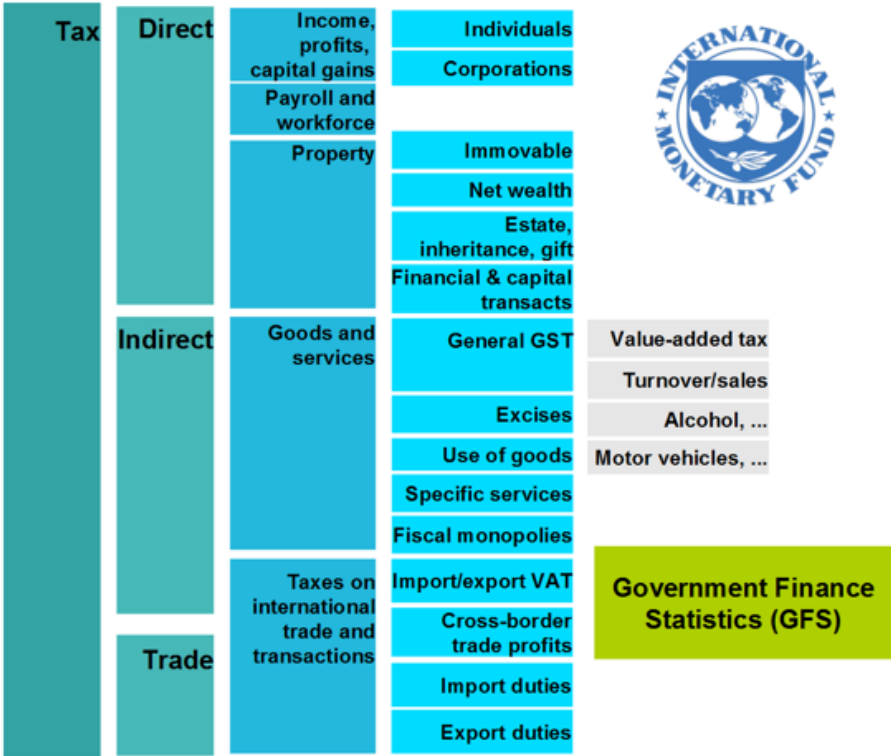 Tax
Direct
Income,
profits,
capital gains
Individuals
Corporations
Payroll and
workforce
Property
Immovable
Net wealth
Estate,
inheritance, gift
Financial & capital
transacts
Indirect
Goods and
services
General GST
Value-added tax
Turnover/sales
Excises
Alcohol, ...
Use of goods
Motor vehicles, ...
Specific services
Fiscal monopolies
Taxes on
international
trade and
transactions
Import/export VAT
Cross-border
trade profits
Trade
Import duties
Export duties
INTERNATIONAL
MONETARY FUND
Government Finance
Statistics (GFS)